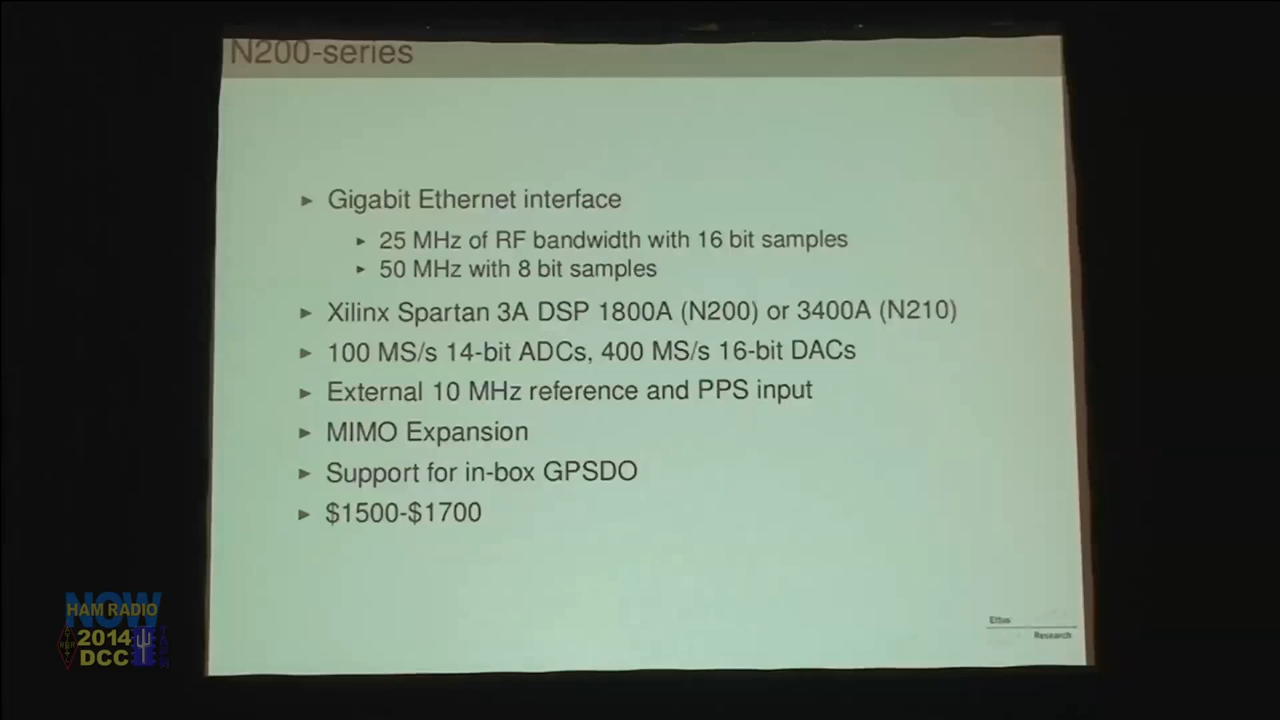 N200-series
► Gigabit Ethernet interface
► 25 MHz of RF bandwidth with 16 bit samples
► 50 MHz with 8 bit samples
► Xilinx Spartan 3A DSP 1800A (N200) or 3400A (N210)
► 100 MS/s 14-bit ADCs, 400 MS/s 16-bit DACs
► External 10 MHz reference and PPS input
► MIMO Expansion
► Support for in-box GPSDO
► $1500-$1700
Ettus
Research
NOW
HAM RADIO
2014
DCC